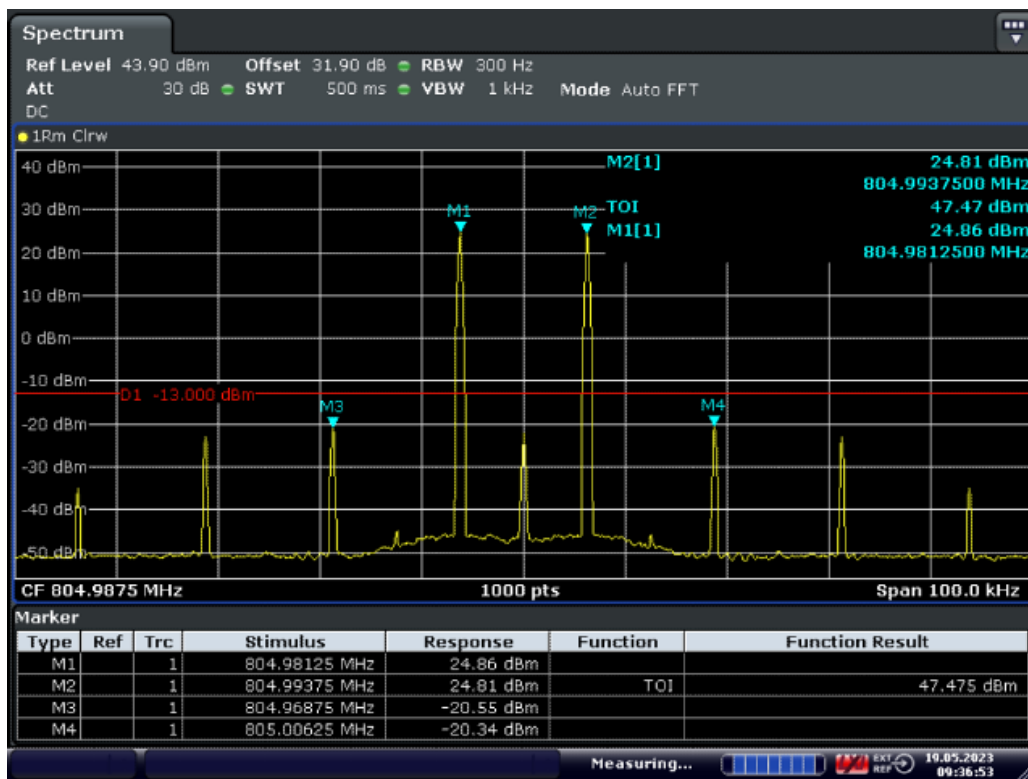 Spectrum
Ref Level 43.90 dBm Offset 31.90 dB RBW 300 Hz
Att 30 dB SWT 500 ms VBW 1 kHz Mode Auto FFT
DC
1Rm Clrw
40 dBm M2[1] 24.81 dBm
804.9937500 MHz
30 dBm M1 M2 TOI 47.47 dBm
M1[1] 24.86 dBm
20 dBm 804.9812500 MHz
10 dBm
0 dBm
-10 dBm
D1 -13.000 dBm
M3 M4
-20 dBm
-30 dBm
-40 dBm
-50 dBm
CF 804.9875 MHz 1000 pts Span 100.0 kHz
Marker
Type Ref Trc Stimulus Response Function Function Result
M1 1 804.98125 MHz 24.86 dBm
M2 1 804.99375 MHz 24.81 dBm TOI 47.475 dBm
M3 1 804.96875 MHz -20.55 dBm
M4 1 805.00625 MHz -20.34 dBm
Measuring... EXT REF 19.05.2023
09:36:53